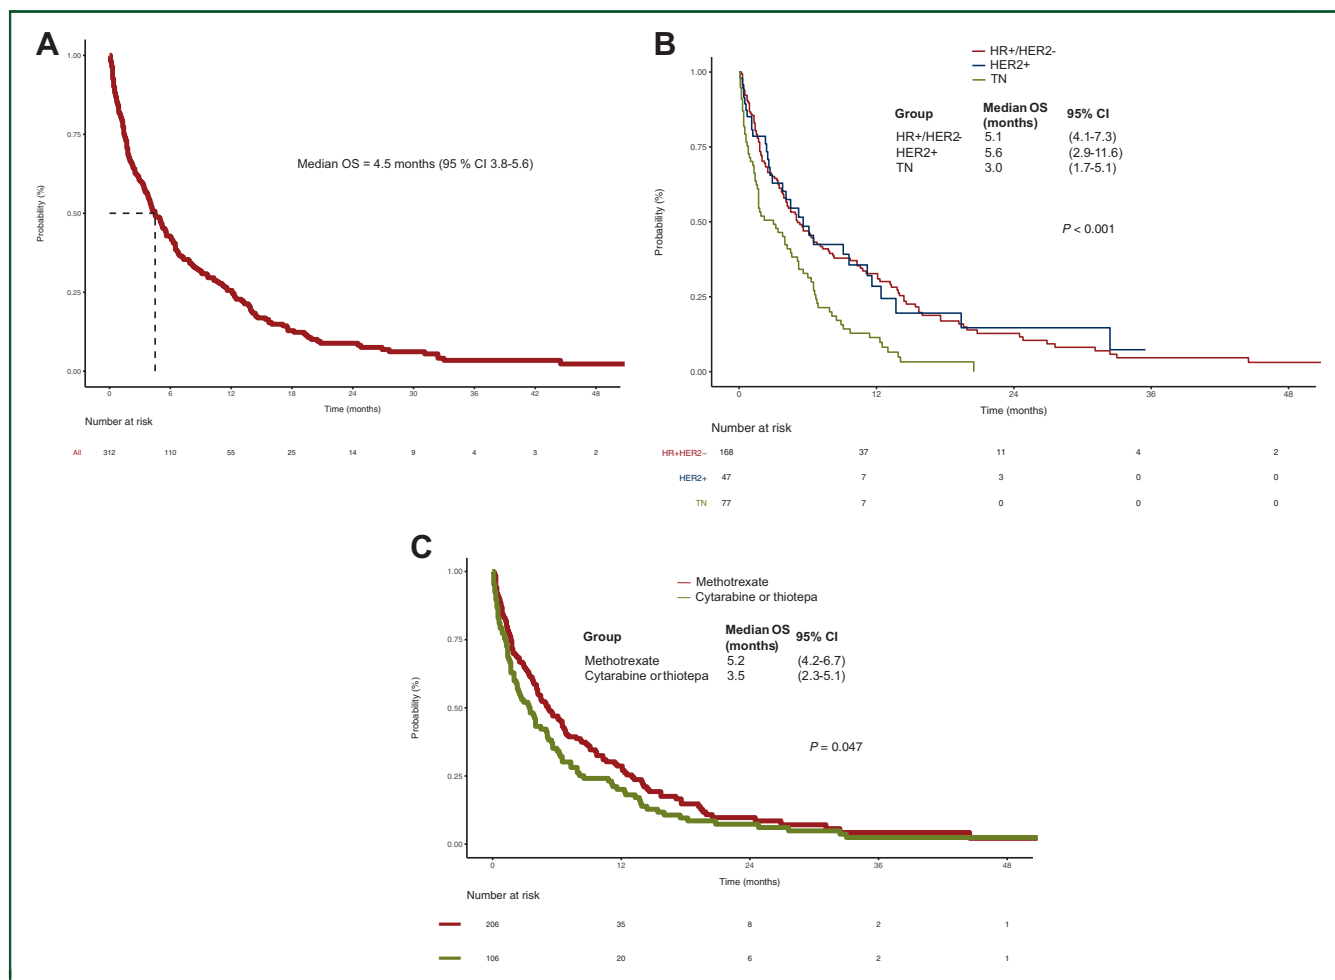 A
1.00
0.75
0.50
0.25
0.00
Probability (%)
Median OS = 4.5 months (95 % CI 3.8-5.6)
0 6 12 18 24 30 36 42 48
Time (months)
Number at risk
All 312 110 55 25 14 9 4 3 2
B
HR+/HER2-
HER2+
TN
1.00
0.75
0.50
0.25
0.00
Probability (%)
Group Median OS (months) 95% CI
HR+/HER2- 5.1 (4.1-7.3)
HER2+ 5.6 (2.9-11.6)
TN 3.0 (1.7-5.1)
P < 0.001
0 12 24 36 48
Time (months)
Number at risk
HR+HER2− 168 37 11 4 2
HER2+ 47 7 3 0 0
TN 77 7 0 0 0
C
Methotrexate
Cytarabine or thiotepa
1.00
0.75
0.50
0.25
0.00
Probability (%)
Group Median OS (months) 95% CI
Methotrexate 5.2 (4.2-6.7)
Cytarabine orthiotepa 3.5 (2.3-5.1)
P = 0.047
0 12 24 36 48
Time (months)
Number at risk
206 35 8 2 1
106 20 6 2 1